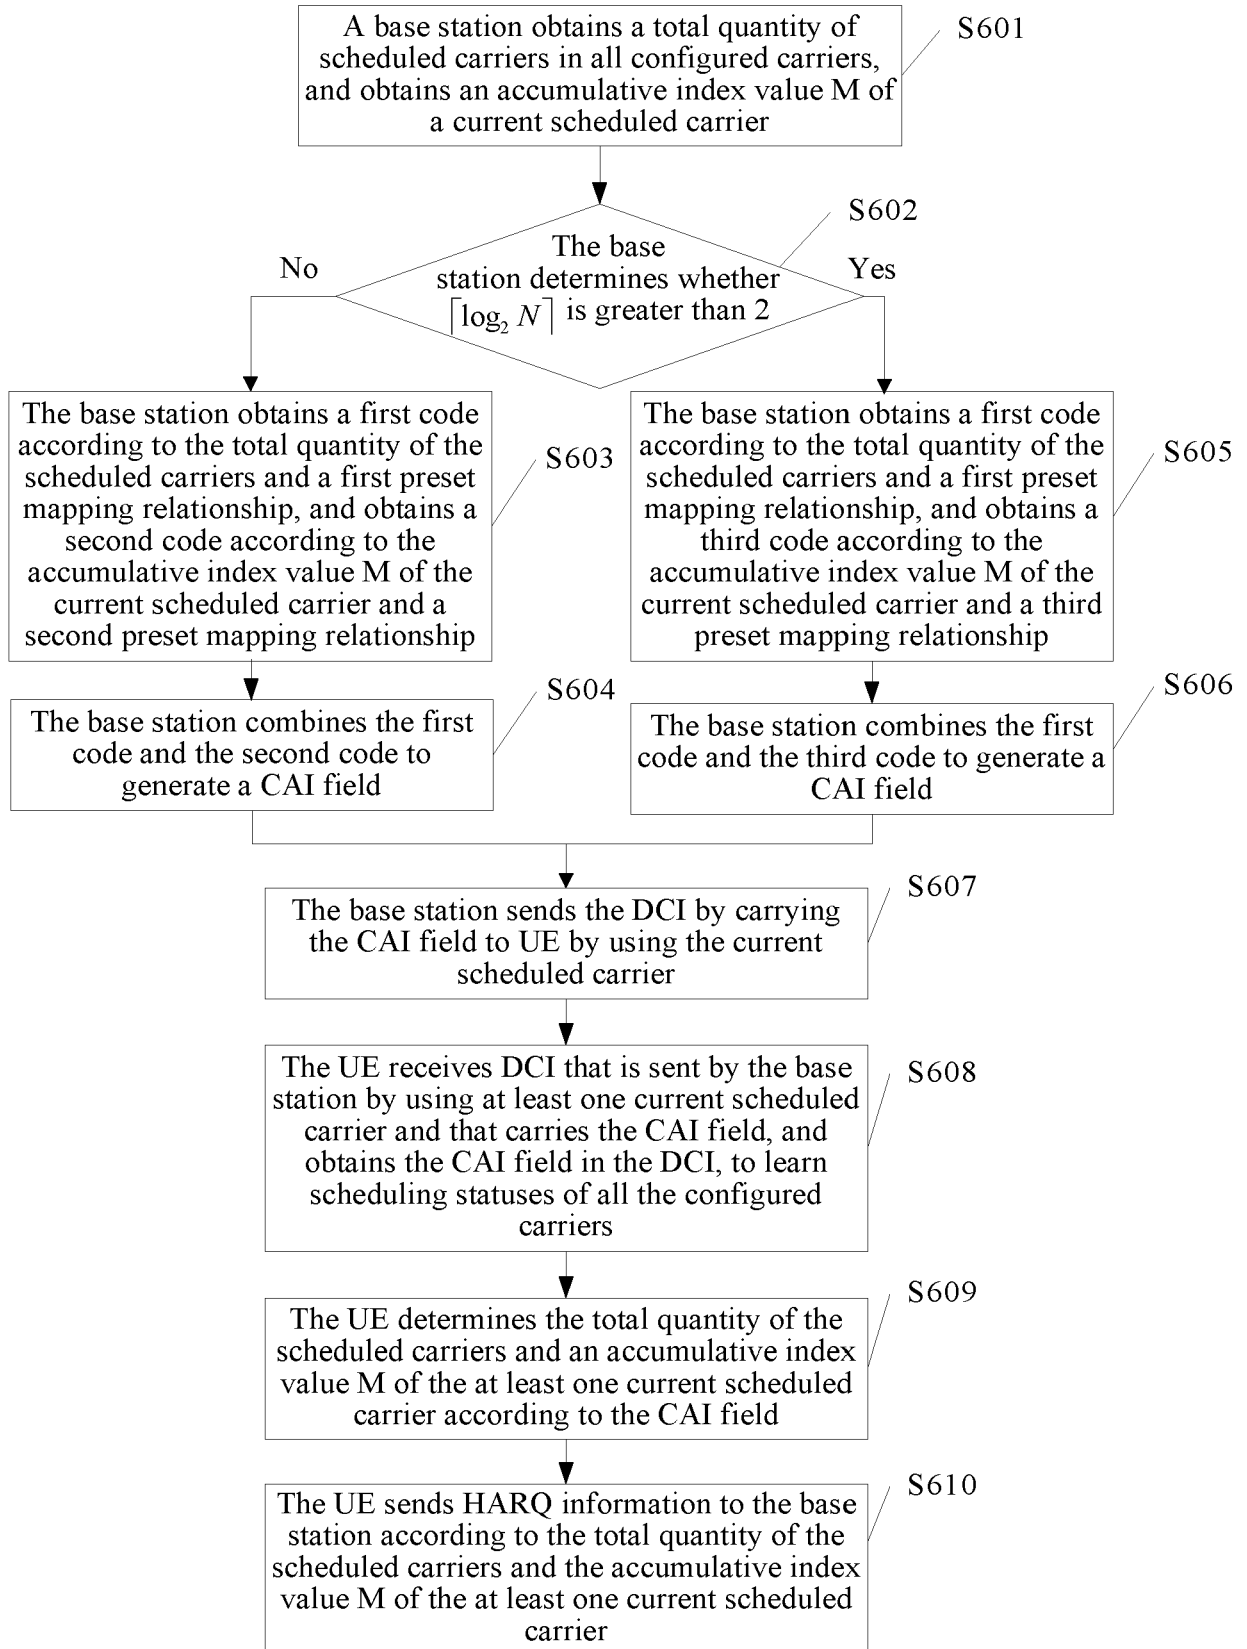 A base station obtains a total quantity of
scheduled carriers in all configured carriers,
and obtains an accumulative index value M of
a current scheduled carrier
S601
S602
The base
station determines whether
⌈log₂ N⌉ is greater than 2
No
Yes
The base station obtains a first code
according to the total quantity of the
scheduled carriers and a first preset
mapping relationship, and obtains a
second code according to the
accumulative index value M of the
current scheduled carrier and a
second preset mapping relationship
S603
The base station obtains a first code
according to the total quantity of the
scheduled carriers and a first preset
mapping relationship, and obtains a
third code according to the
accumulative index value M of the
current scheduled carrier and a third
preset mapping relationship
S605
The base station combines the first
code and the second code to
generate a CAI field
S604
The base station combines the first
code and the third code to generate a
CAI field
S606
The base station sends the DCI by carrying
the CAI field to UE by using the current
scheduled carrier
S607
The UE receives DCI that is sent by the base
station by using at least one current scheduled
carrier and that carries the CAI field, and
obtains the CAI field in the DCI, to learn
scheduling statuses of all the configured
carriers
S608
The UE determines the total quantity of the
scheduled carriers and an accumulative index
value M of the at least one current scheduled
carrier according to the CAI field
S609
The UE sends HARQ information to the base
station according to the total quantity of the
scheduled carriers and the accumulative index
value M of the at least one current scheduled
carrier
S610